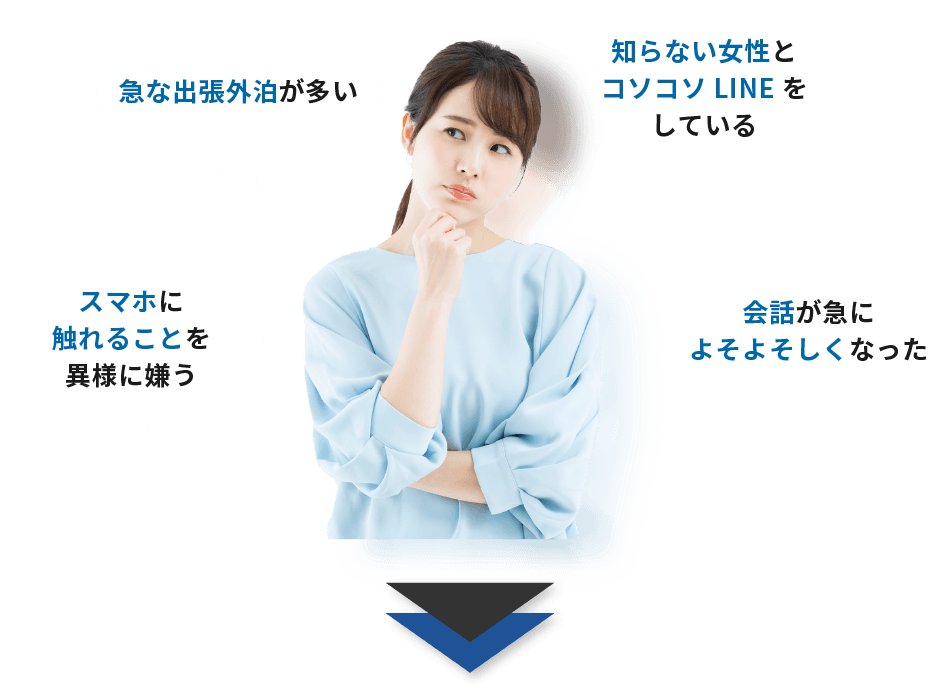 急な出張外泊が多い
知らない女性と
コソコソ LINE を
している
スマホに
触れることを
異様に嫌う
会話が急に
よそよそしくなった